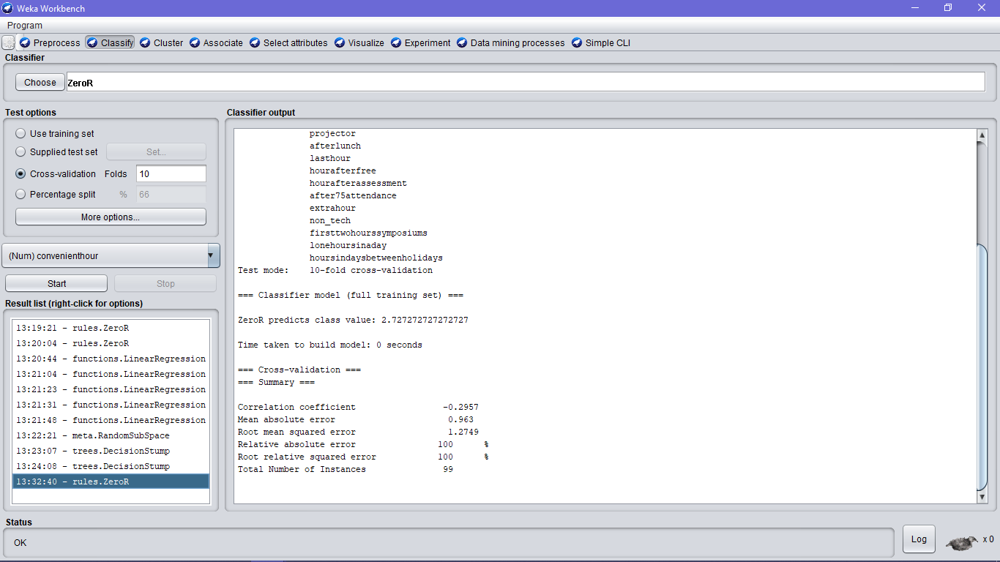 Weka Workbench
Program
Preprocess Classify Cluster Associate Select attributes Visualize Experiment Data mining processes Simple CLI
Classifier
Choose ZeroR
Test options
Use training set
Supplied test set Set...
Cross-validation Folds 10
Percentage split % 66
More options...
(Num) convenienthour
Start Stop
Result list (right-click for options)
13:19:21 - rules.ZeroR
13:20:04 - rules.ZeroR
13:20:44 - functions.LinearRegression
13:21:04 - functions.LinearRegression
13:21:23 - functions.LinearRegression
13:21:31 - functions.LinearRegression
13:21:48 - functions.LinearRegression
13:22:21 - meta.RandomSubSpace
13:23:07 - trees.DecisionStump
13:24:08 - trees.DecisionStump
13:32:40 - rules.ZeroR
Classifier output
projector
afterlunch
lasthour
hourafterfree
hourafterassessment
after75attendance
extrahour
non_tech
firsttwohourssymposiums
lonehoursinaday
hoursindaysbetweenholidays
Test mode: 10-fold cross-validation
=== Classifier model (full training set) ===
ZeroR predicts class value: 2.727272727272727
Time taken to build model: 0 seconds
=== Cross-validation ===
=== Summary ===
Correlation coefficient -0.2957
Mean absolute error 0.963
Root mean squared error 1.2749
Relative absolute error 100 %
Root relative squared error 100 %
Total Number of Instances 99
Status
OK
Log x 0